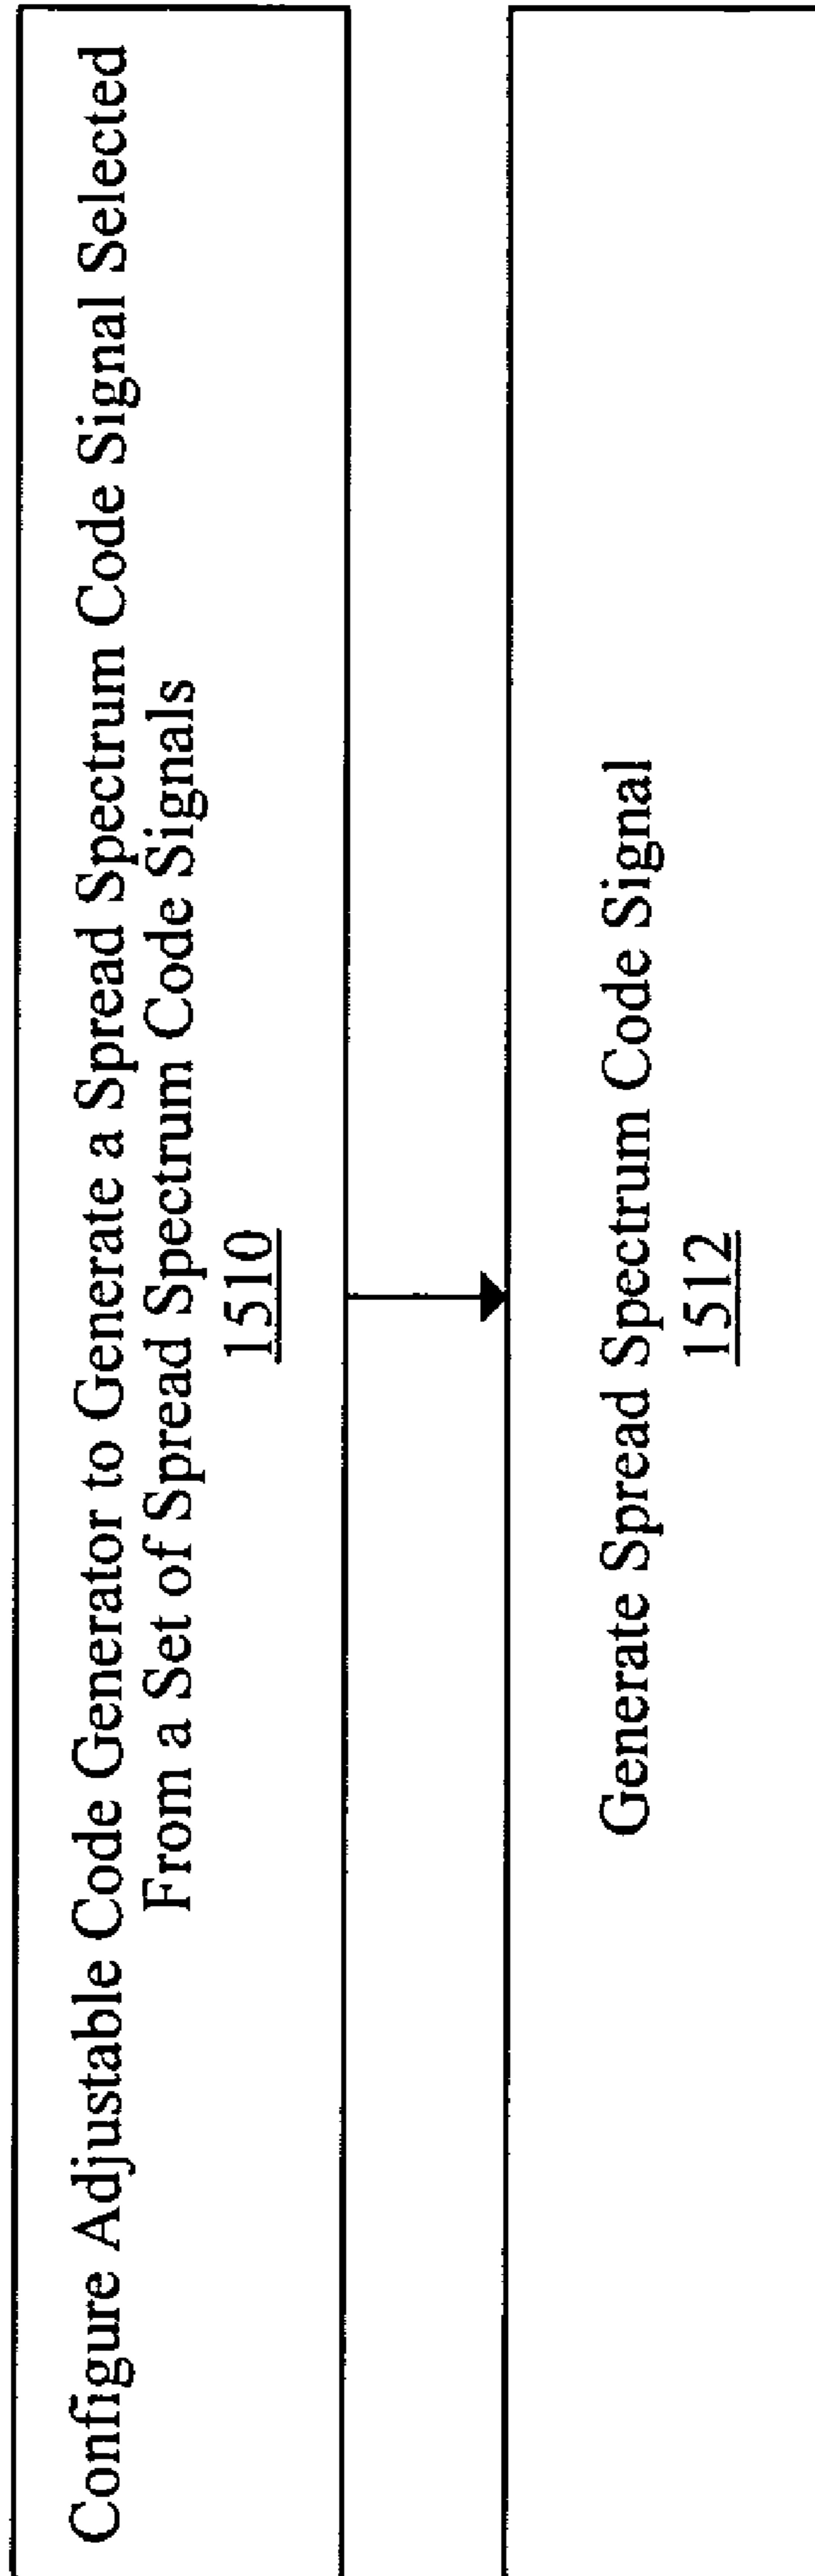 Configure Adjustable Code Generator to Generate a Spread Spectrum Code Signal Selected
From a Set of Spread Spectrum Code Signals
1510
Generate Spread Spectrum Code Signal
1512